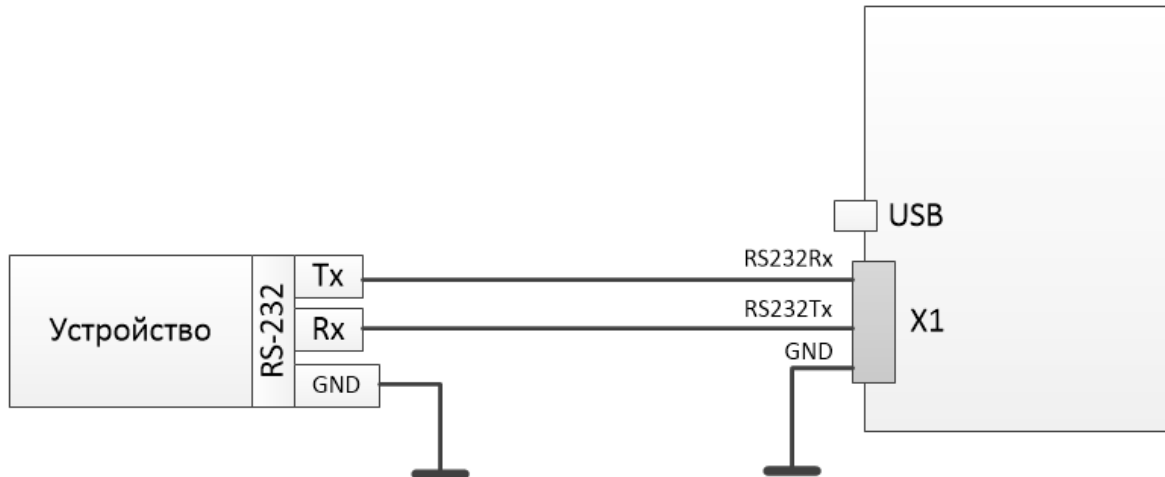 USB
RS232Rx
Tx
RS232Tx
X1
Устройство
RS-232
Rx
GND
GND